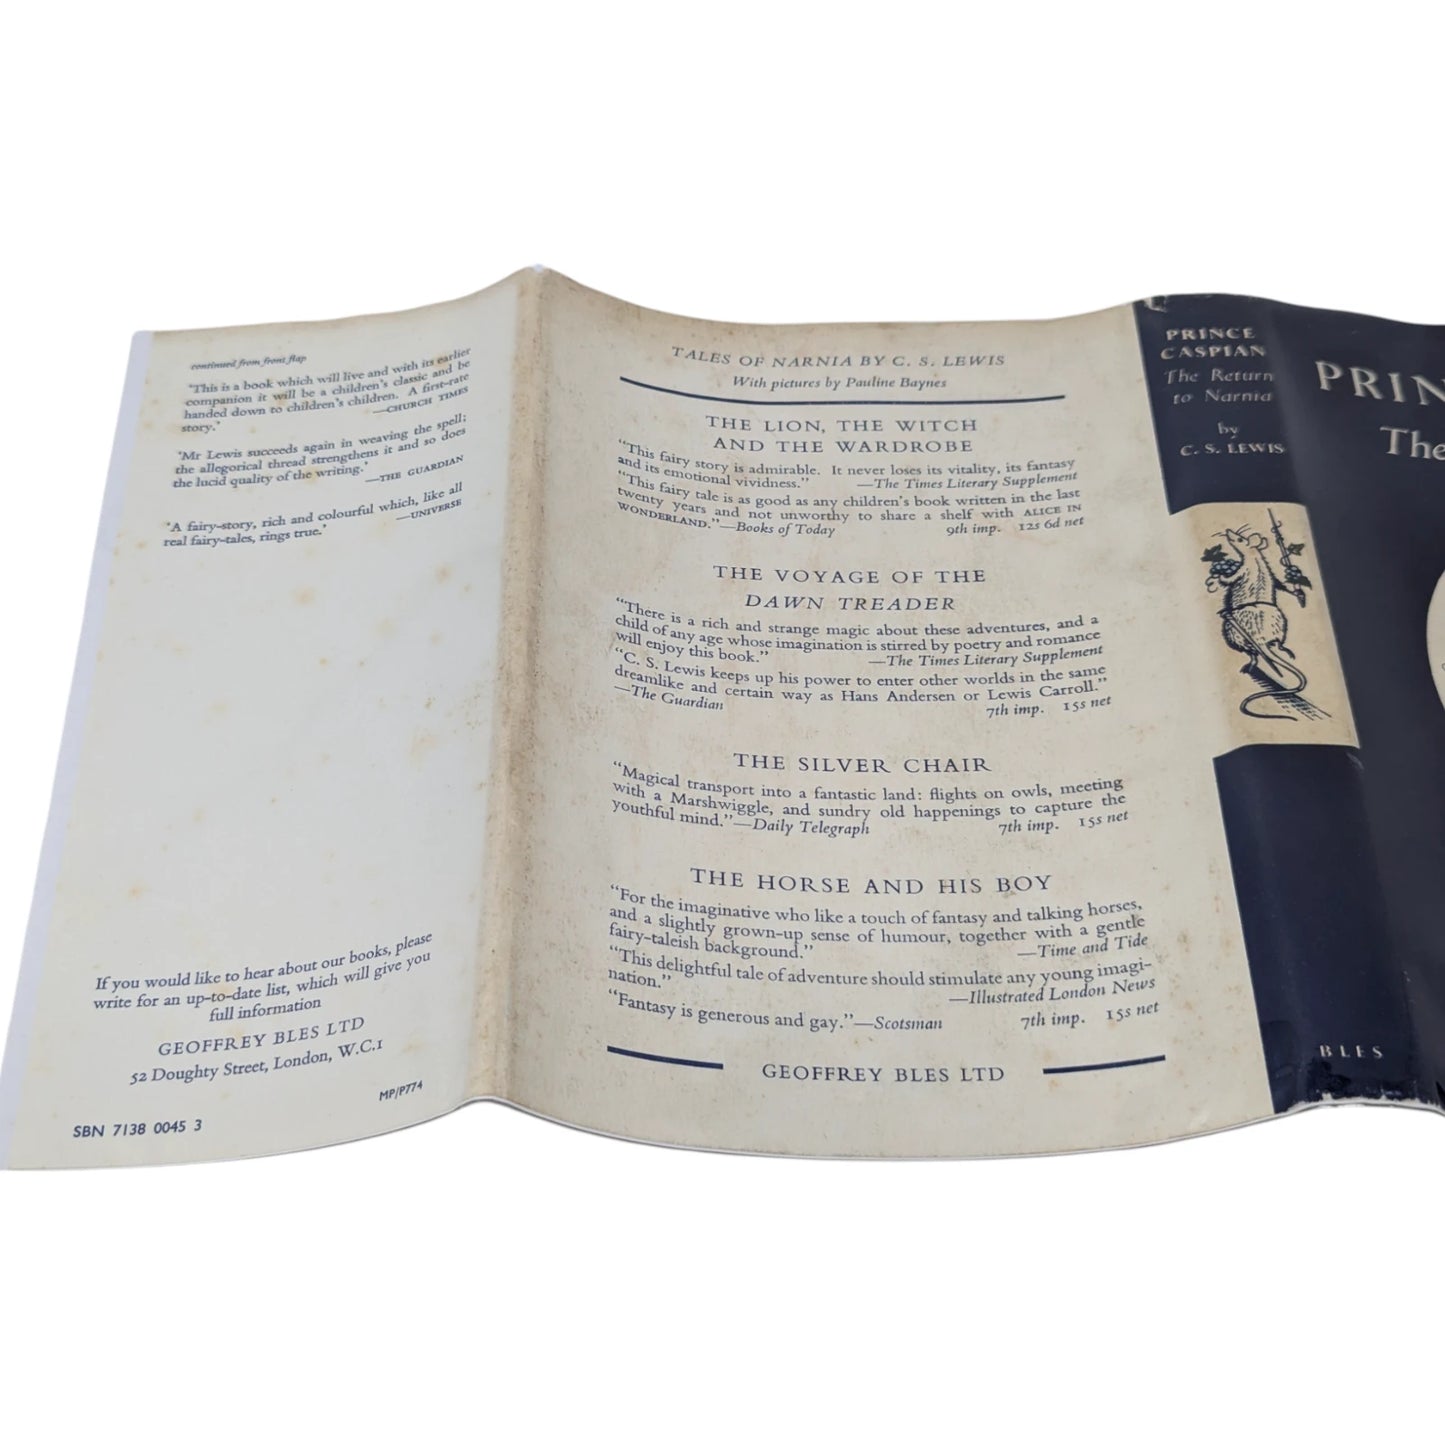 continued from front flap
'This is a book which will live and with its earlier
companion it will be a children's classic and be
handed down to children's children. A first-rate
story.' —CHURCH TIMES
'Mr Lewis succeeds again in weaving the spell;
the allegorical thread strengthens it and so does
the lucid quality of the writing.'
—THE GUARDIAN
'A fairy-story, rich and colourful which, like all
real fairy-tales, rings true.' —UNIVERSE
If you would like to hear about our books, please
write for an up-to-date list, which will give you
full information
GEOFFREY BLES LTD
52 Doughty Street, London, W.C.1
MP/P774
SBN 7138 0045 3
TALES OF NARNIA BY C. S. LEWIS
With pictures by Pauline Baynes
THE LION, THE WITCH
AND THE WARDROBE
"This fairy story is admirable. It never loses its vitality, its fantasy
and its emotional vividness." —The Times Literary Supplement
"This fairy tale is as good as any children's book written in the last
twenty years and not unworthy to share a shelf with ALICE IN
WONDERLAND."—Books of Today 9th imp. 12s 6d net
THE VOYAGE OF THE
DAWN TREADER
"There is a rich and strange magic about these adventures, and a
child of any age whose imagination is stirred by poetry and romance
will enjoy this book." —The Times Literary Supplement
"C. S. Lewis keeps up his power to enter other worlds in the same
dreamlike and certain way as Hans Andersen or Lewis Carroll."
—The Guardian 7th imp. 15s net
THE SILVER CHAIR
"Magical transport into a fantastic land: flights on owls, meeting
with a Marshwiggle, and sundry old happenings to capture the
youthful mind."—Daily Telegraph 7th imp. 15s net
THE HORSE AND HIS BOY
"For the imaginative who like a touch of fantasy and talking horses,
and a slightly grown-up sense of humour, together with a gentle
fairy-taleish background." —Time and Tide
"This delightful tale of adventure should stimulate any young imagi-
nation." —Illustrated London News
"Fantasy is generous and gay."—Scotsman 7th imp. 15s net
GEOFFREY BLES LTD
PRINCE
CASPIAN
The Return
to Narnia
by
C. S. LEWIS
BLES
PRIN
The